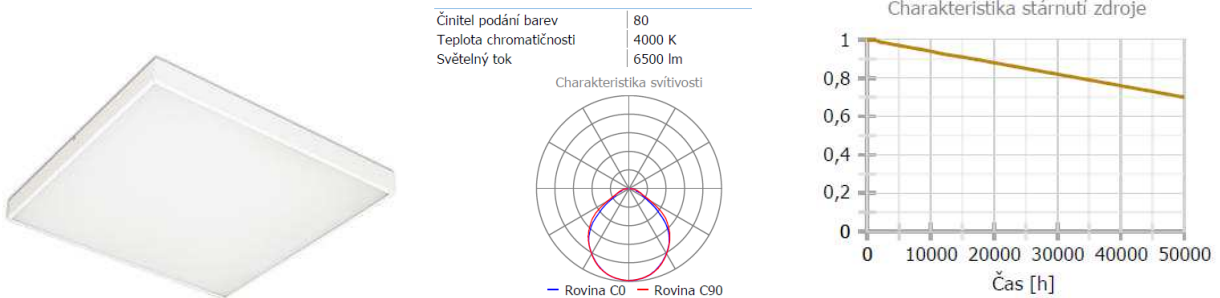 Činitel podání barev 80
Teplota chromatičnosti 4000 K
Světelný tok 6500 lm
Charakteristika svítivosti
Rovina C0 Rovina C90
Charakteristika stárnutí zdroje
1
0,8
0,6
0,4
0,2
0
0 10000 20000 30000 40000 50000
Čas [h]